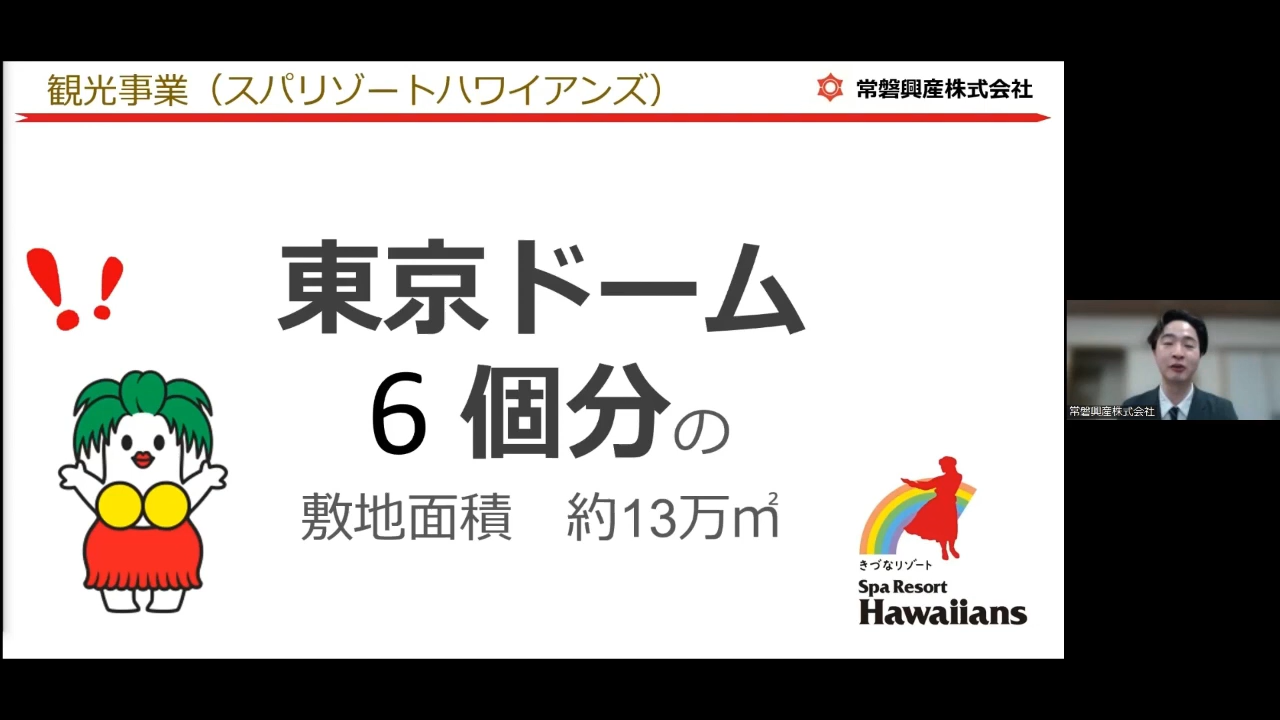 観光事業（スパリゾートハワイアンズ）
常磐興産株式会社
東京ドーム
6 個分の
敷地面積　約13万㎡
きづなリゾート
Spa Resort
Hawaiians
常磐興産株式会社